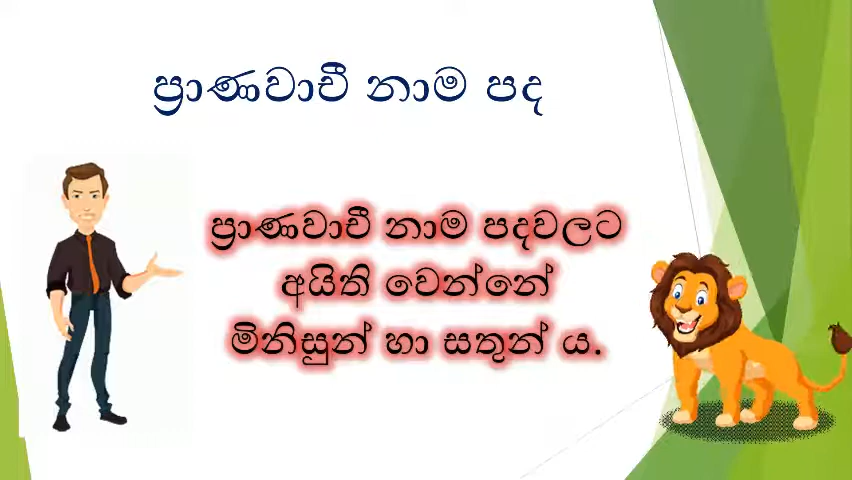 ප්‍රාණවාචී නාම පද
ප්‍රාණවාචී නාම පදවලට
අයිති වෙන්නේ
මිනිසුන් හා සතුන් ය.